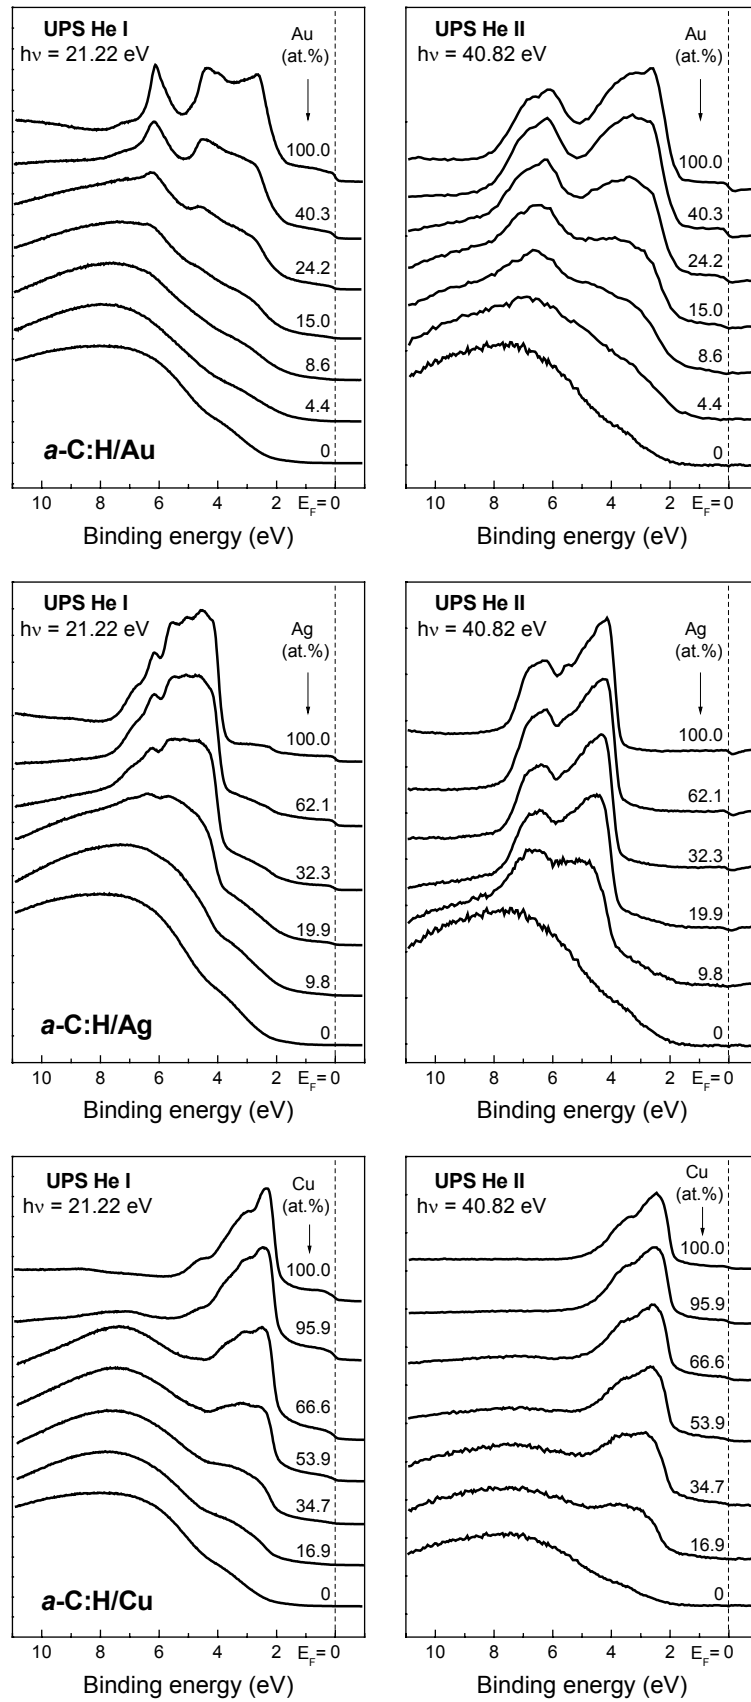 UPS He I
hν = 21.22 eV
Au
(at.%)
100.0
40.3
24.2
15.0
8.6
4.4
0
a-C:H/Au
10 8 6 4 2 E_F= 0
Binding energy (eV)
UPS He II
hν = 40.82 eV
Au
(at.%)
100.0
40.3
24.2
15.0
8.6
4.4
0
10 8 6 4 2 E_F= 0
Binding energy (eV)
UPS He I
hν = 21.22 eV
Ag
(at.%)
100.0
62.1
32.3
19.9
9.8
0
a-C:H/Ag
10 8 6 4 2 E_F= 0
Binding energy (eV)
UPS He II
hν = 40.82 eV
Ag
(at.%)
100.0
62.1
32.3
19.9
9.8
0
10 8 6 4 2 E_F= 0
Binding energy (eV)
UPS He I
hν = 21.22 eV
Cu
(at.%)
100.0
95.9
66.6
53.9
34.7
16.9
0
a-C:H/Cu
10 8 6 4 2 E_F= 0
Binding energy (eV)
UPS He II
hν = 40.82 eV
Cu
(at.%)
100.0
95.9
66.6
53.9
34.7
16.9
0
10 8 6 4 2 E_F= 0
Binding energy (eV)